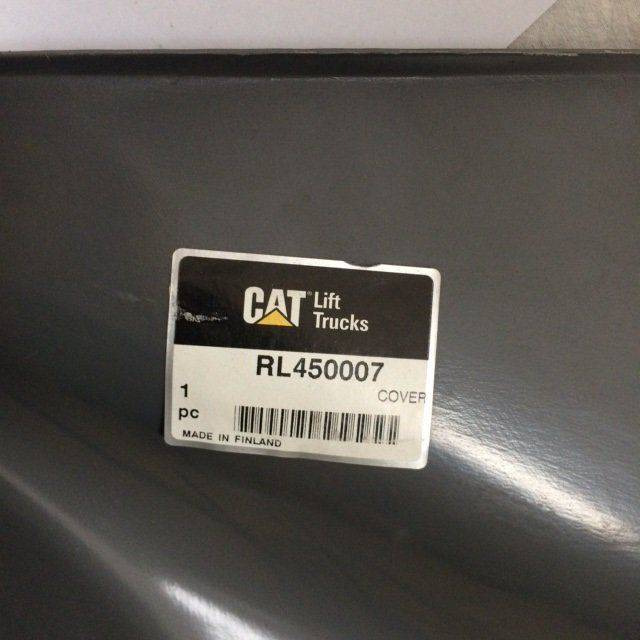 CAT® Lift
Trucks
RL450007
1
COVER
pc
MADE IN FINLAND